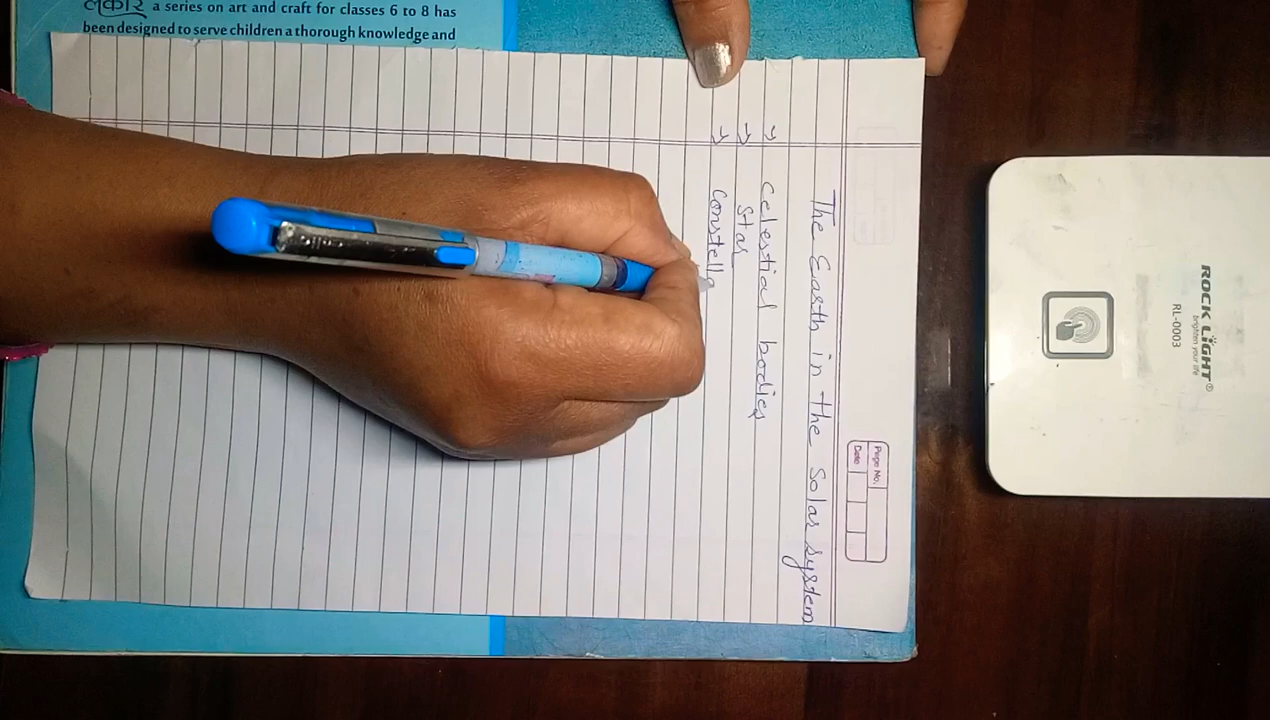 लकार a series on art and craft for classes 6 to 8 has
been designed to serve children a thorough knowledge and
Page No.
Date
The Earth in the Solar system
→ Celestial bodies
→ Star
→ Constell
ROCK LIGHT®
brighten your life
RL-0003